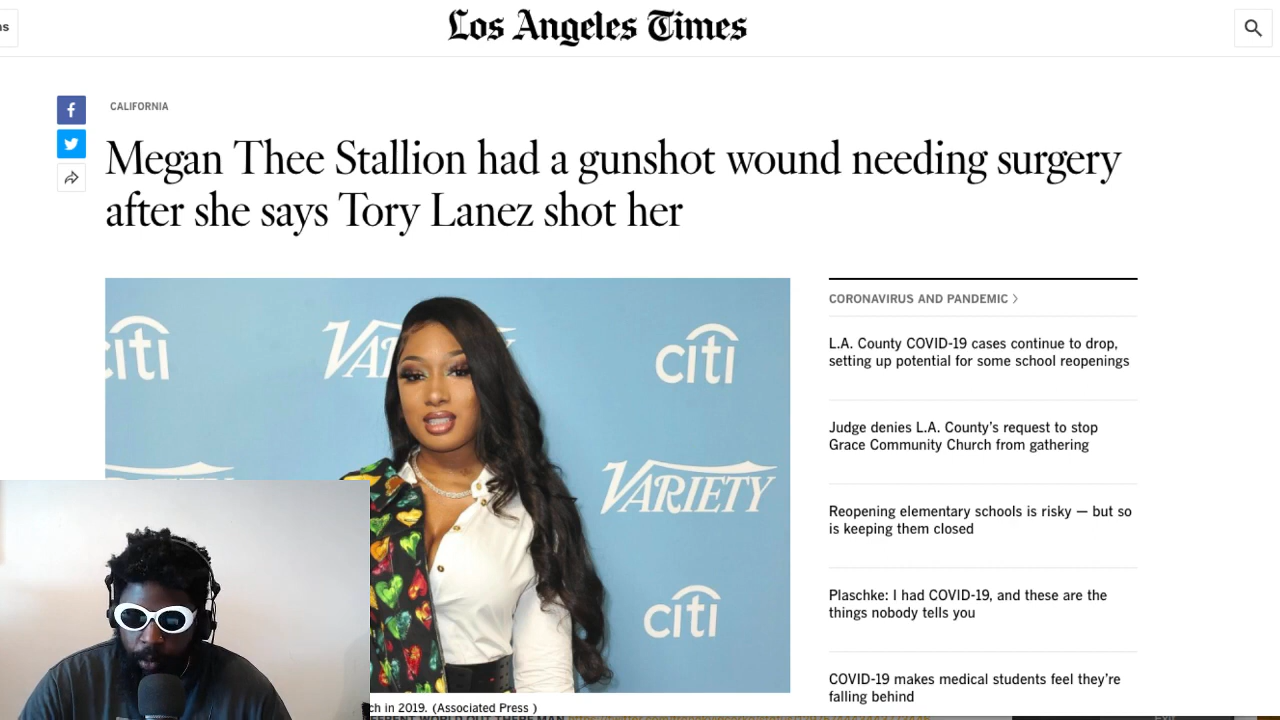 ns
Los Angeles Times
f
CALIFORNIA
Megan Thee Stallion had a gunshot wound needing surgery
after she says Tory Lanez shot her
citi
VARIETY
citi
VARIETY
citi
ch in 2019. (Associated Press )
CORONAVIRUS AND PANDEMIC
L.A. County COVID-19 cases continue to drop,
setting up potential for some school reopenings
Judge denies L.A. County's request to stop
Grace Community Church from gathering
Reopening elementary schools is risky — but so
is keeping them closed
Plaschke: I had COVID-19, and these are the
things nobody tells you
COVID-19 makes medical students feel they're
falling behind